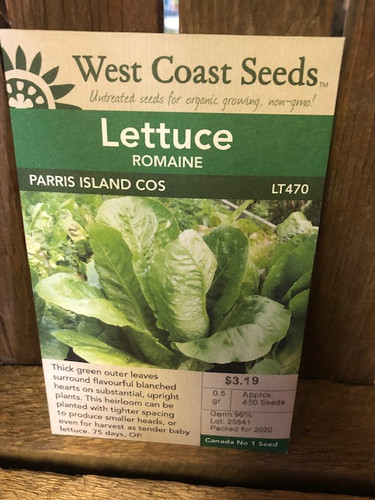 West Coast Seeds™
Untreated seeds for organic growing, non-gmo!
Lettuce
ROMAINE
PARRIS ISLAND COS
LT470
Thick green outer leaves
surround flavourful blanched
hearts on substantial, upright
plants. This heirloom can be
planted with tighter spacing
to produce smaller heads, or
even for harvest as tender baby
lettuce. 75 days, OP.
$3.19
0.5 gr
Approx. 450 Seeds
Germ 96%
Lot: 25541
Packed for 2020
Canada No 1 Seed